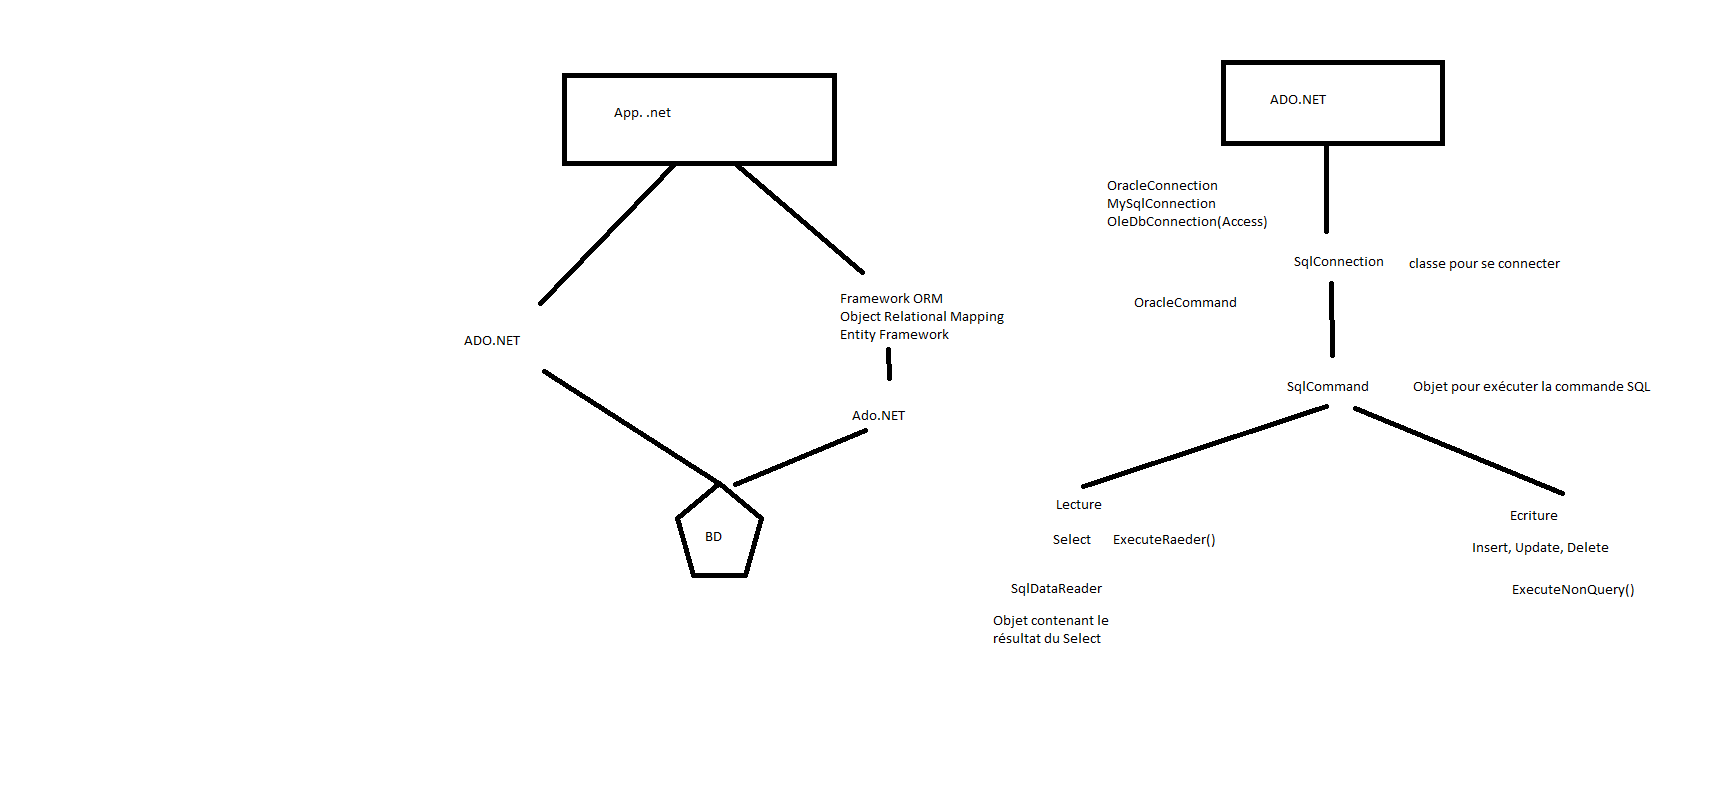 App. .net
ADO.NET
Framework ORM
Object Relational Mapping
Entity Framework
Ado.NET
BD
ADO.NET
OracleConnection
MySqlConnection
OleDbConnection(Access)
SqlConnection classe pour se connecter
OracleCommand
SqlCommand Objet pour exécuter la commande SQL
Lecture
Select ExecuteRaeder()
SqlDataReader
Objet contenant le
résultat du Select
Ecriture
Insert, Update, Delete
ExecuteNonQuery()